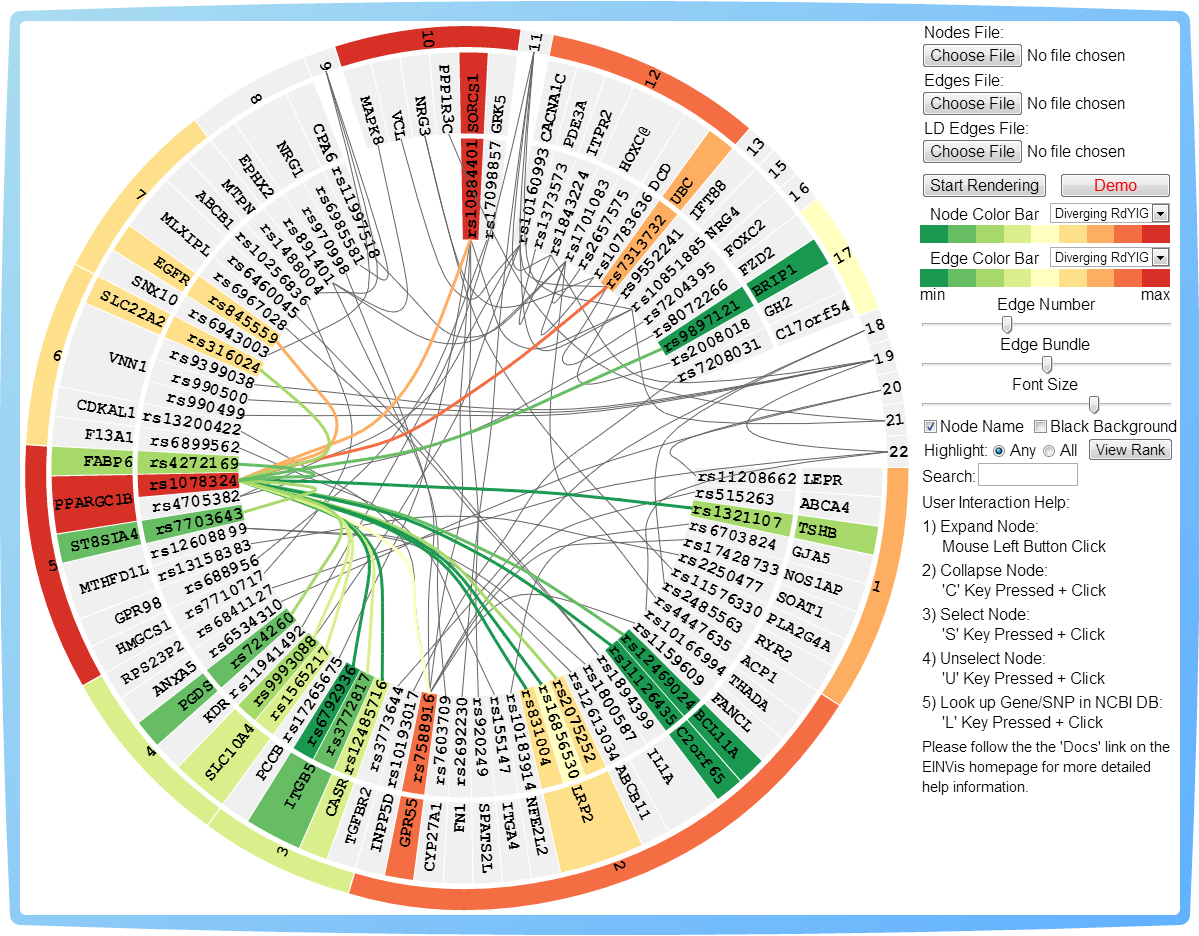 10
SORCS1
GRK5
PPP1R3C
NRG3
VCL
MAPK8
rs10884401
rs17098857
11
12
CACNA1C
PDE3A
ITPR2
HOXC@
DCD
UBC
rs10160993
rs1373573
rs1843224
rs1701083
rs2657575
rs10783636
rs7313732
13
IFT88
rs9552241
15
NRG4
rs10851885
16
FOXC2
rs7204395
17
FZD2
BRIP1
GH2
C17orf54
rs8072266
rs9897121
rs2008018
rs7208031
18
19
20
21
22
1
LEPR
ABCA4
TSHB
GJA5
NOS1AP
SOAT1
PLA2G4A
RYR2
ACP1
THADA
FANCL
BCL11A
C2orf65
IL1A
ABCB11
LRP2
NFE2L2
ITGA4
SPATS2L
FN1
CYP27A1
GPR55
INPP5D
2
rs11208662
rs515263
rs1321107
rs6703824
rs17428733
rs2250477
rs11576330
rs2485563
rs4447635
rs10166994
rs1159609
rs1246902
rs11126435
rs1894399
rs1800587
rs12613034
rs2075252
rs16856530
rs831004
rs10183914
rs155147
rs920249
rs2692230
rs7603709
rs7588916
rs10193017
3
TGFBR2
CASR
ITGB5
PCCB
rs3773644
rs12485716
rs3772817
rs6792936
rs17265675
4
SLC10A4
KDR
PGDS
ANXA5
rs1565217
rs9993088
rs11941492
rs724260
rs6534310
5
RPS23P2
HMGCS1
GPR98
MTHFD1L
ST8SIA4
PPARGC1B
FABP6
rs6841127
rs7710717
rs688956
rs13158383
rs12608899
rs7703643
rs4705382
rs1078324
rs4272169
6
F13A1
CDKAL1
VNN1
SLC22A2
rs6899562
rs13200422
rs990499
rs990500
rs9399038
rs316024
7
SNX10
EGFR
MLXIPL
ABCB1
MTPN
rs6943003
rs845559
rs6967028
rs6460045
rs10256836
rs1488004
8
EPHX2
NRG1
CPA6
rs891401
rs970998
rs6985581
rs11997518
9
Nodes File:
Choose File No file chosen
Edges File:
Choose File No file chosen
LD Edges File:
Choose File No file chosen
Start Rendering Demo
Node Color Bar Diverging RdYlG
Edge Color Bar Diverging RdYlG
min max
Edge Number
Edge Bundle
Font Size
Node Name Black Background
Highlight: Any All View Rank
Search:
User Interaction Help:
1) Expand Node:
Mouse Left Button Click
2) Collapse Node:
'C' Key Pressed + Click
3) Select Node:
'S' Key Pressed + Click
4) Unselect Node:
'U' Key Pressed + Click
5) Look up Gene/SNP in NCBI DB:
'L' Key Pressed + Click
Please follow the the 'Docs' link on the
EINVis homepage for more detailed
help information.